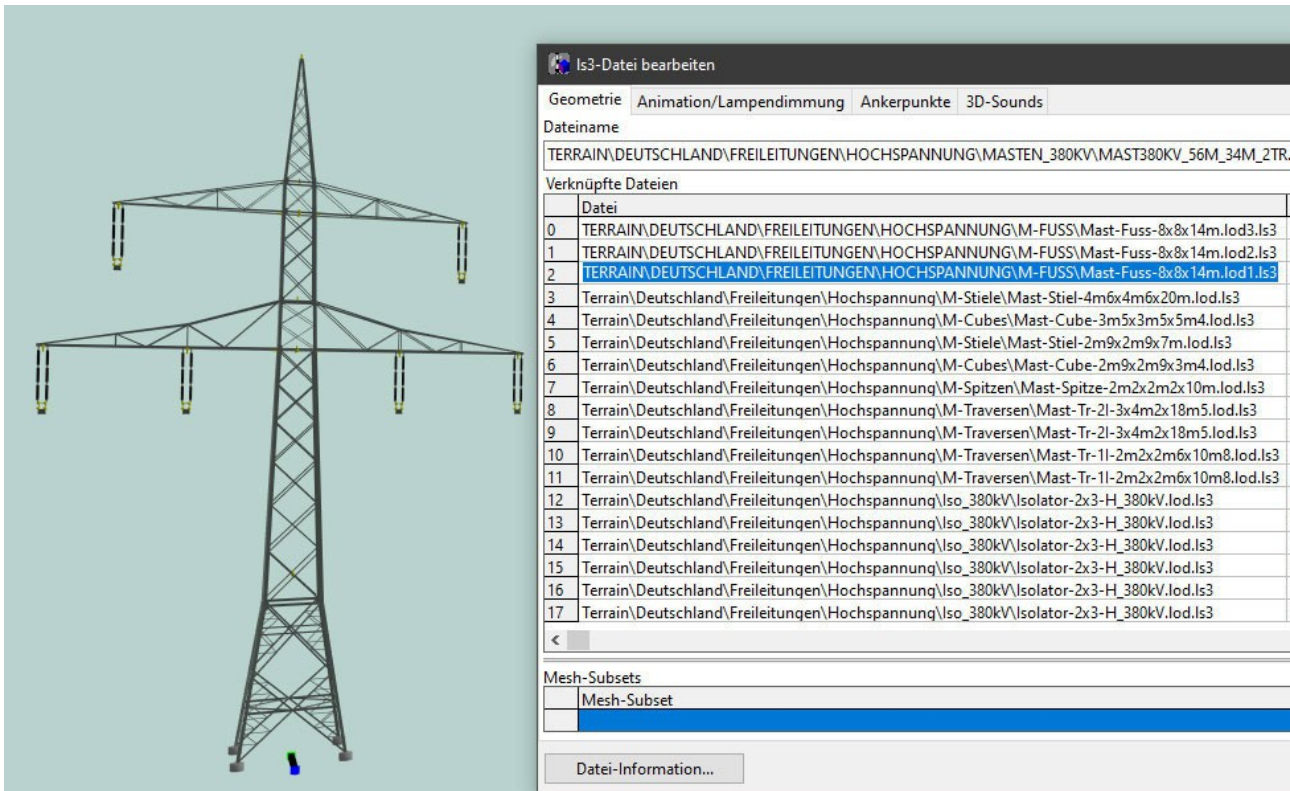 ls3-Datei bearbeiten
Geometrie Animation/Lampendimmung Ankerpunkte 3D-Sounds
Dateiname
TERRAIN\DEUTSCHLAND\FREILEITUNGEN\HOCHSPANNUNG\MASTEN_380KV\MAST380KV_56M_34M_2TR.
Verknüpfte Dateien
Datei
0 TERRAIN\DEUTSCHLAND\FREILEITUNGEN\HOCHSPANNUNG\M-FUSS\Mast-Fuss-8x8x14m.lod3.ls3
1 TERRAIN\DEUTSCHLAND\FREILEITUNGEN\HOCHSPANNUNG\M-FUSS\Mast-Fuss-8x8x14m.lod2.ls3
2 TERRAIN\DEUTSCHLAND\FREILEITUNGEN\HOCHSPANNUNG\M-FUSS\Mast-Fuss-8x8x14m.lod1.ls3
3 Terrain\Deutschland\Freileitungen\Hochspannung\M-Stiele\Mast-Stiel-4m6x4m6x20m.lod.ls3
4 Terrain\Deutschland\Freileitungen\Hochspannung\M-Cubes\Mast-Cube-3m5x3m5x5m4.lod.ls3
5 Terrain\Deutschland\Freileitungen\Hochspannung\M-Stiele\Mast-Stiel-2m9x2m9x7m.lod.ls3
6 Terrain\Deutschland\Freileitungen\Hochspannung\M-Cubes\Mast-Cube-2m9x2m9x3m4.lod.ls3
7 Terrain\Deutschland\Freileitungen\Hochspannung\M-Spitzen\Mast-Spitze-2m2x2m2x10m.lod.ls3
8 Terrain\Deutschland\Freileitungen\Hochspannung\M-Traversen\Mast-Tr-2I-3x4m2x18m5.lod.ls3
9 Terrain\Deutschland\Freileitungen\Hochspannung\M-Traversen\Mast-Tr-2I-3x4m2x18m5.lod.ls3
10 Terrain\Deutschland\Freileitungen\Hochspannung\M-Traversen\Mast-Tr-1I-2m2x2m6x10m8.lod.ls3
11 Terrain\Deutschland\Freileitungen\Hochspannung\M-Traversen\Mast-Tr-1I-2m2x2m6x10m8.lod.ls3
12 Terrain\Deutschland\Freileitungen\Hochspannung\Iso_380kV\Isolator-2x3-H_380kV.lod.ls3
13 Terrain\Deutschland\Freileitungen\Hochspannung\Iso_380kV\Isolator-2x3-H_380kV.lod.ls3
14 Terrain\Deutschland\Freileitungen\Hochspannung\Iso_380kV\Isolator-2x3-H_380kV.lod.ls3
15 Terrain\Deutschland\Freileitungen\Hochspannung\Iso_380kV\Isolator-2x3-H_380kV.lod.ls3
16 Terrain\Deutschland\Freileitungen\Hochspannung\Iso_380kV\Isolator-2x3-H_380kV.lod.ls3
17 Terrain\Deutschland\Freileitungen\Hochspannung\Iso_380kV\Isolator-2x3-H_380kV.lod.ls3
Mesh-Subsets
Mesh-Subset
Datei-Information...